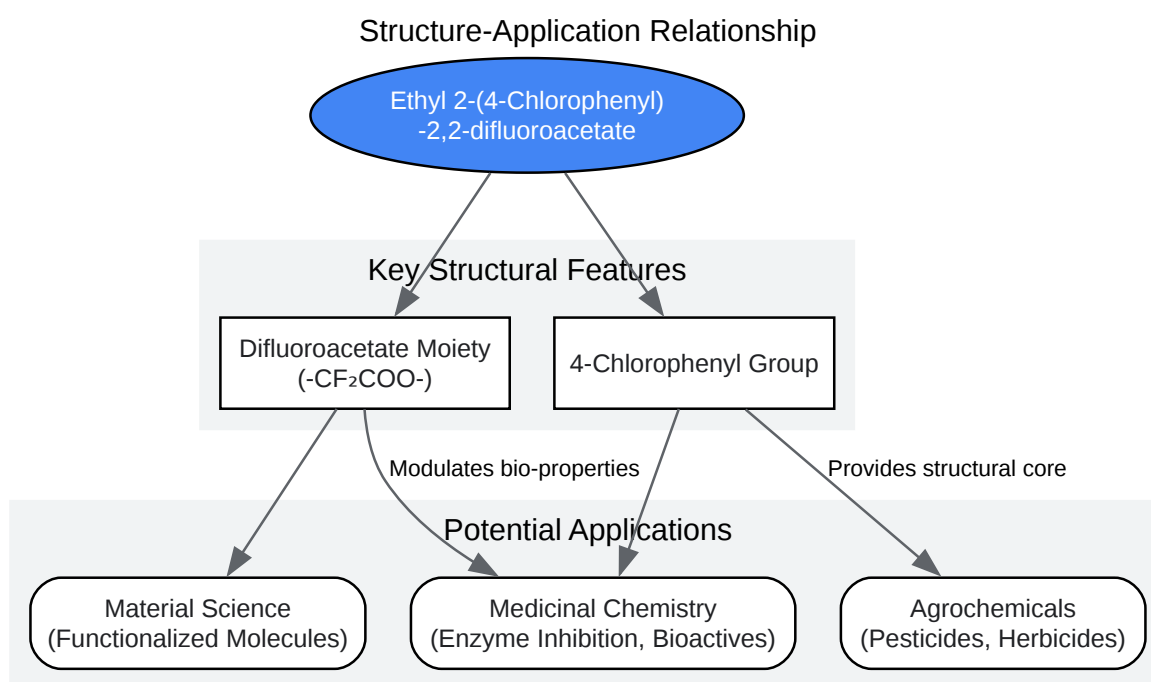 Structure-Application Relationship
Ethyl 2-(4-Chlorophenyl)
-2,2-difluoroacetate
Key Structural Features
Difluoroacetate Moiety
(-CF₂COO-)
4-Chlorophenyl Group
Modulates bio-properties
Provides structural core
Potential Applications
Material Science
(Functionalized Molecules)
Medicinal Chemistry
(Enzyme Inhibition, Bioactives)
Agrochemicals
(Pesticides, Herbicides)